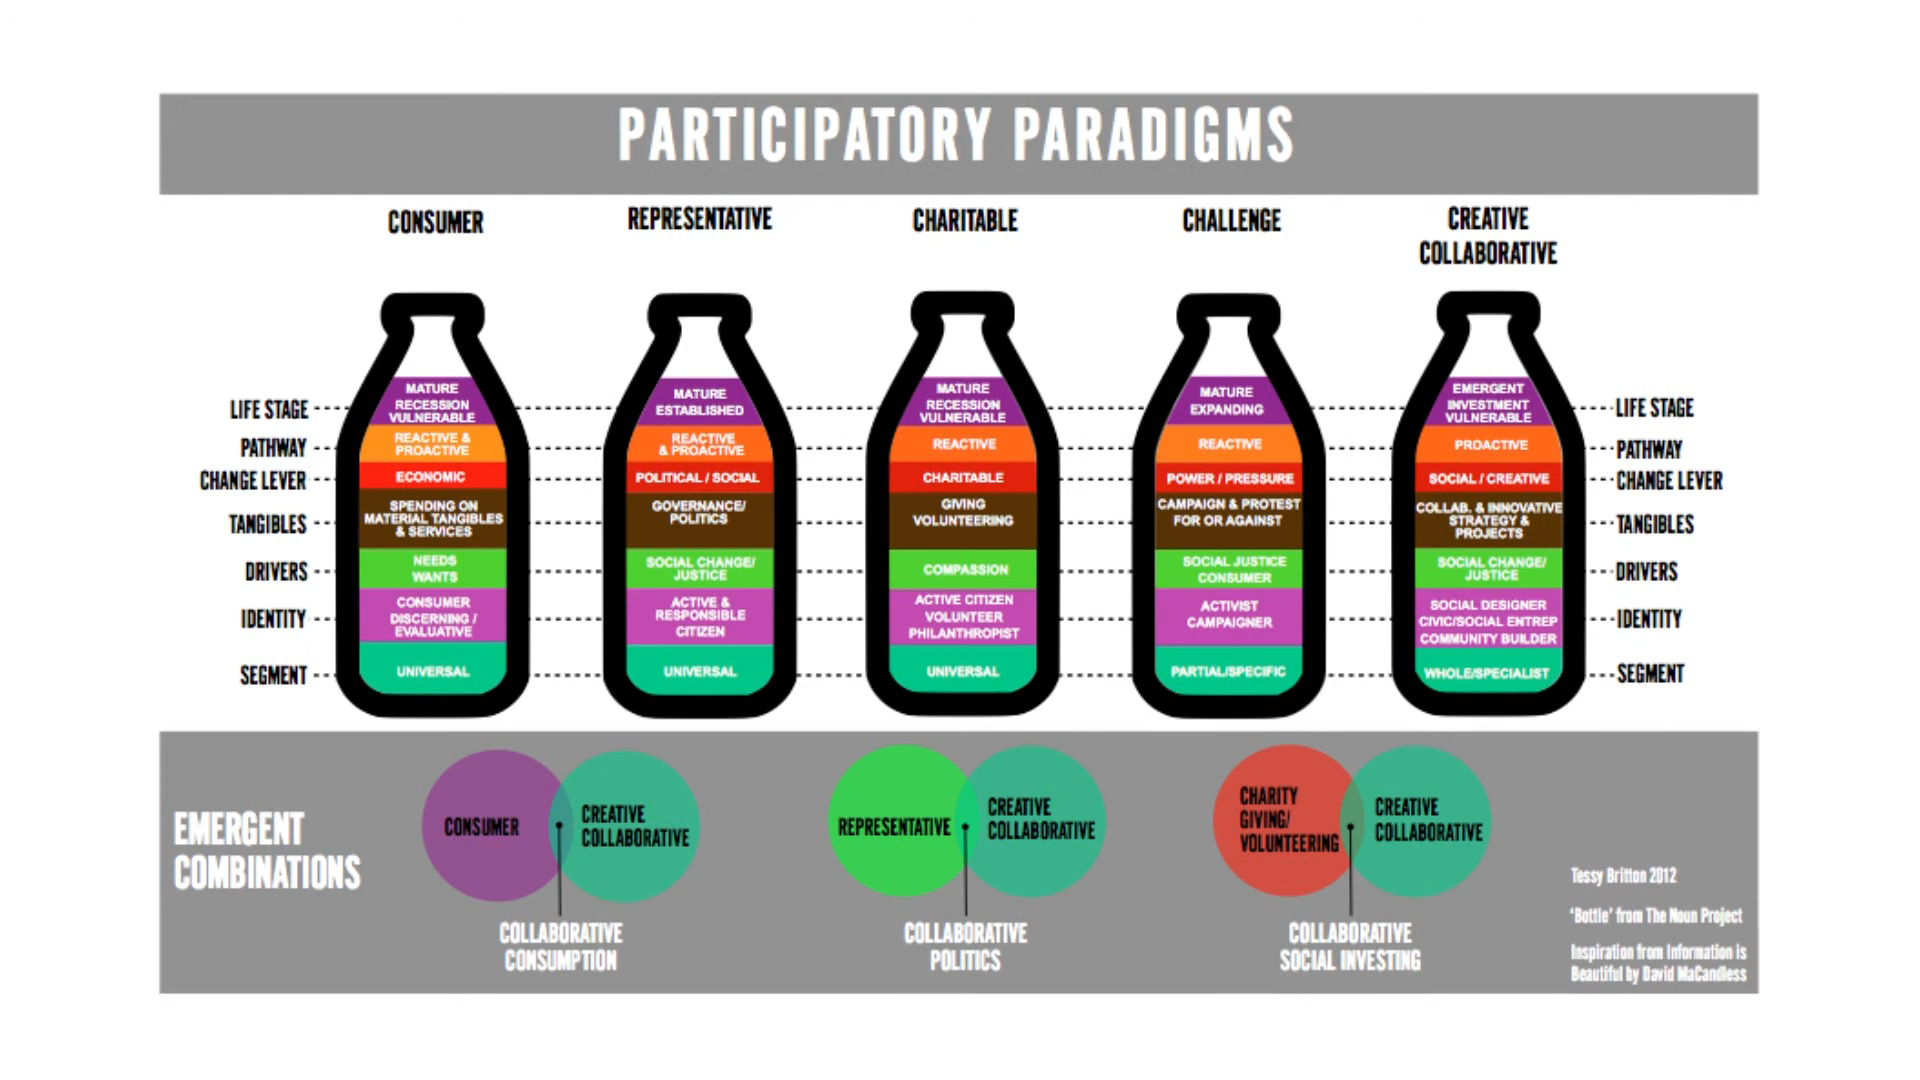 PARTICIPATORY PARADIGMS
CONSUMER
REPRESENTATIVE
CHARITABLE
CHALLENGE
CREATIVE
COLLABORATIVE
LIFE STAGE
PATHWAY
CHANGE LEVER
TANGIBLES
DRIVERS
IDENTITY
SEGMENT
MATURE
RECESSION
VULNERABLE
REACTIVE &
PROACTIVE
ECONOMIC
SPENDING ON
MATERIAL TANGIBLES
& SERVICES
NEEDS
WANTS
CONSUMER
DISCERNING /
EVALUATIVE
UNIVERSAL
MATURE
ESTABLISHED
REACTIVE
& PROACTIVE
POLITICAL / SOCIAL
GOVERNANCE/
POLITICS
SOCIAL CHANGE/
JUSTICE
ACTIVE &
RESPONSIBLE
CITIZEN
UNIVERSAL
MATURE
RECESSION
VULNERABLE
REACTIVE
CHARITABLE
GIVING
VOLUNTEERING
COMPASSION
ACTIVE CITIZEN
VOLUNTEER
PHILANTHROPIST
UNIVERSAL
MATURE
EXPANDING
REACTIVE
POWER / PRESSURE
CAMPAIGN & PROTEST
FOR OR AGAINST
SOCIAL JUSTICE
CONSUMER
ACTIVIST
CAMPAIGNER
PARTIAL/SPECIFIC
EMERGENT
INVESTMENT
VULNERABLE
PROACTIVE
SOCIAL / CREATIVE
COLLAB. & INNOVATIVE
STRATEGY &
PROJECTS
SOCIAL CHANGE/
JUSTICE
SOCIAL DESIGNER
CIVIC/SOCIAL ENTREP
COMMUNITY BUILDER
WHOLE/SPECIALIST
LIFE STAGE
PATHWAY
CHANGE LEVER
TANGIBLES
DRIVERS
IDENTITY
SEGMENT
EMERGENT
COMBINATIONS
CONSUMER
CREATIVE
COLLABORATIVE
COLLABORATIVE
CONSUMPTION
REPRESENTATIVE
CREATIVE
COLLABORATIVE
COLLABORATIVE
POLITICS
CHARITY
GIVING/
VOLUNTEERING
CREATIVE
COLLABORATIVE
COLLABORATIVE
SOCIAL INVESTING
Tessy Britton 2012
'Bottle' from The Noun Project
Inspiration from Information is
Beautiful by David MaCandless